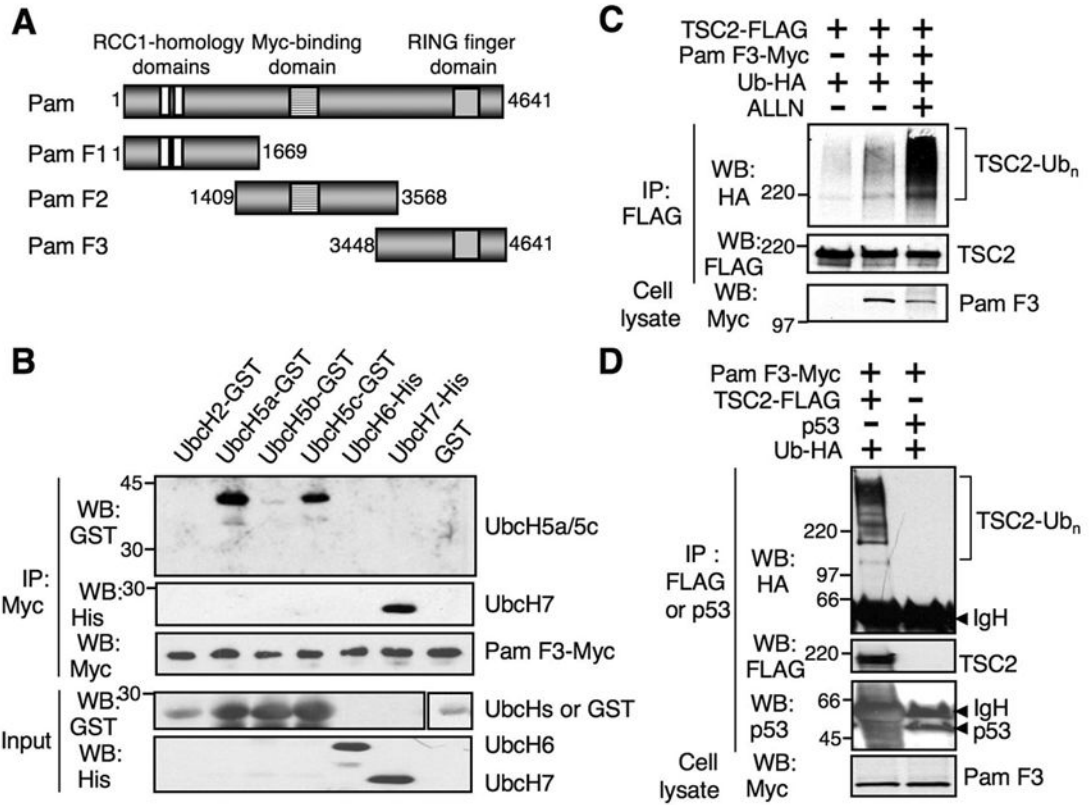 A
RCC1-homology domains
Myc-binding domain
RING finger domain
Pam 1 4641
Pam F1 1 1669
Pam F2 1409 3568
Pam F3 3448 4641
B
UbcH2-GST
UbcH5a-GST
UbcH5b-GST
UbcH5c-GST
UbcH6-His
UbcH7-His
GST
IP: Myc
WB: GST
45
30
UbcH5a/5c
WB: His
30
UbcH7
WB: Myc
Pam F3-Myc
Input
WB: GST
30
UbcHs or GST
WB: His
UbcH6
UbcH7
C
TSC2-FLAG + + +
Pam F3-Myc - + +
Ub-HA + + +
ALLN - - +
IP: FLAG
WB: HA
220
TSC2-Ubn
WB: FLAG
220
TSC2
Cell lysate
WB: Myc
97
Pam F3
D
Pam F3-Myc + +
TSC2-FLAG + -
p53 - +
Ub-HA + +
IP : FLAG or p53
WB: HA
220
97
66
TSC2-Ubn
IgH
WB: FLAG
220
TSC2
WB: p53
66
45
IgH
p53
Cell lysate
WB: Myc
Pam F3